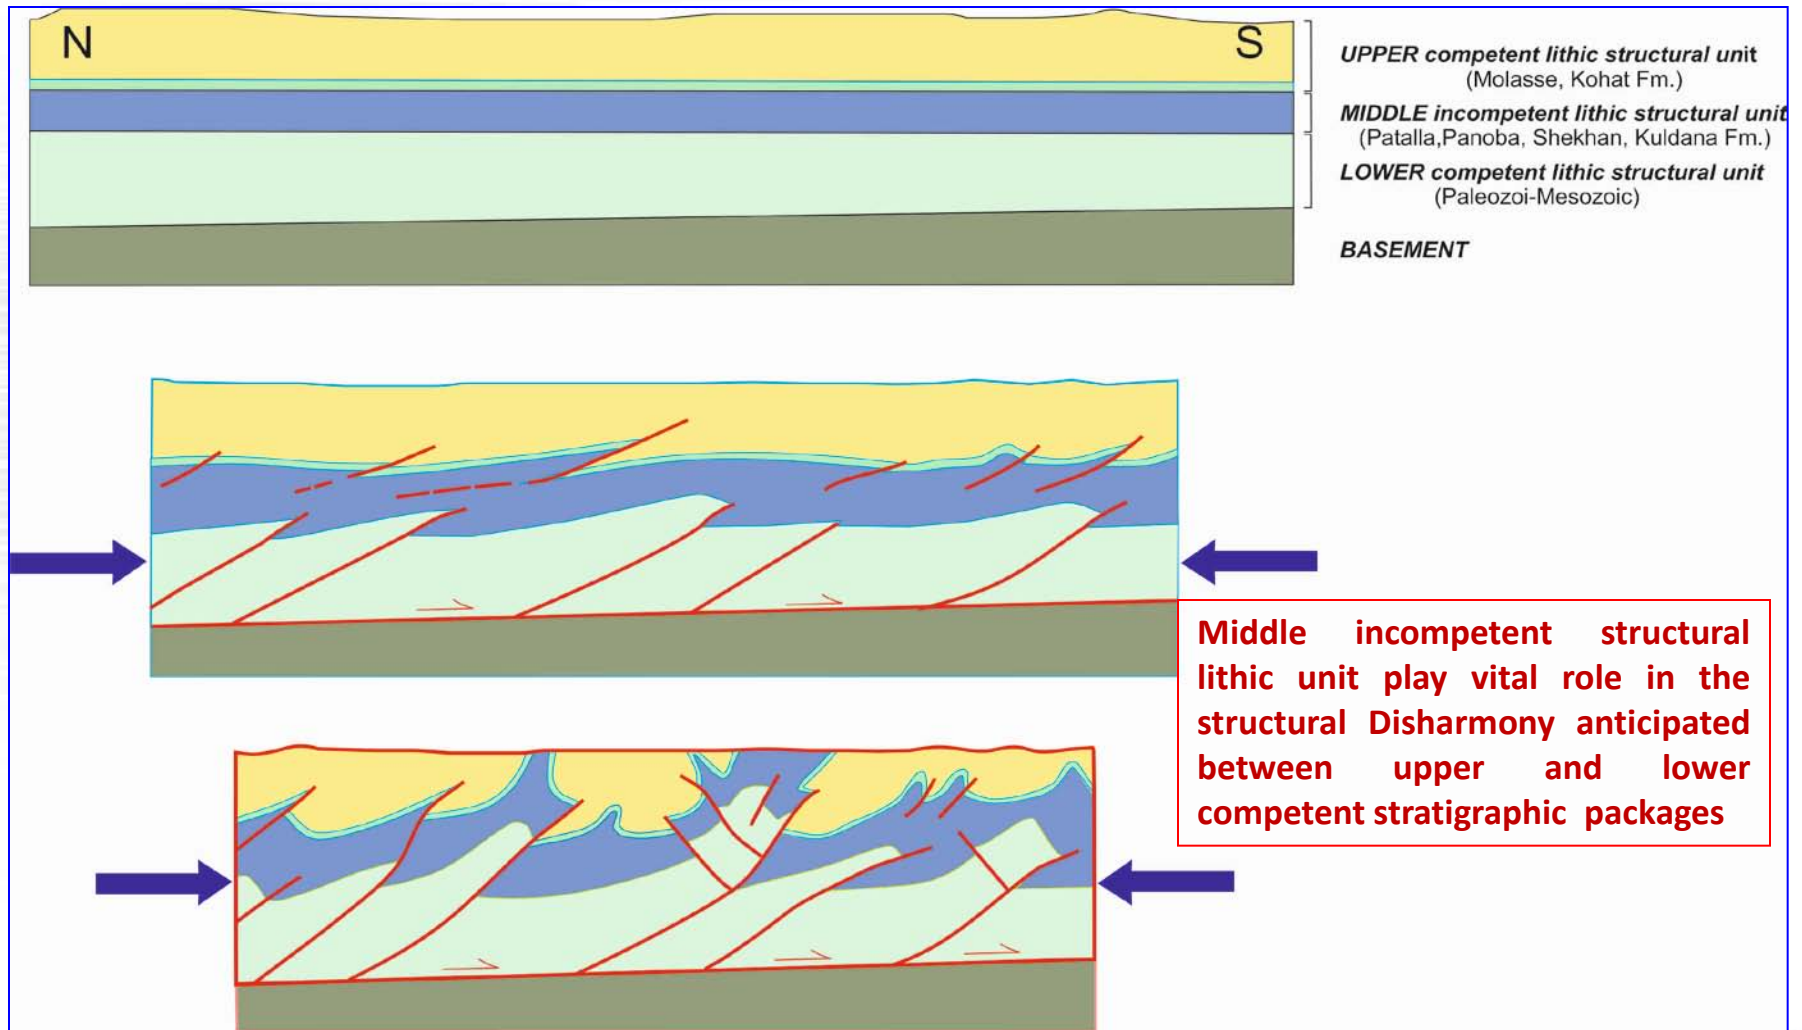 N
S
UPPER competent lithic structural unit
(Molasse, Kohat Fm.)
MIDDLE incompetent lithic structural unit
(Patalla,Panoba, Shekhan, Kuldana Fm.)
LOWER competent lithic structural unit
(Paleozoi-Mesozoic)
BASEMENT
Middle incompetent structural
lithic unit play vital role in the
structural Disharmony anticipated
between upper and lower
competent stratigraphic packages